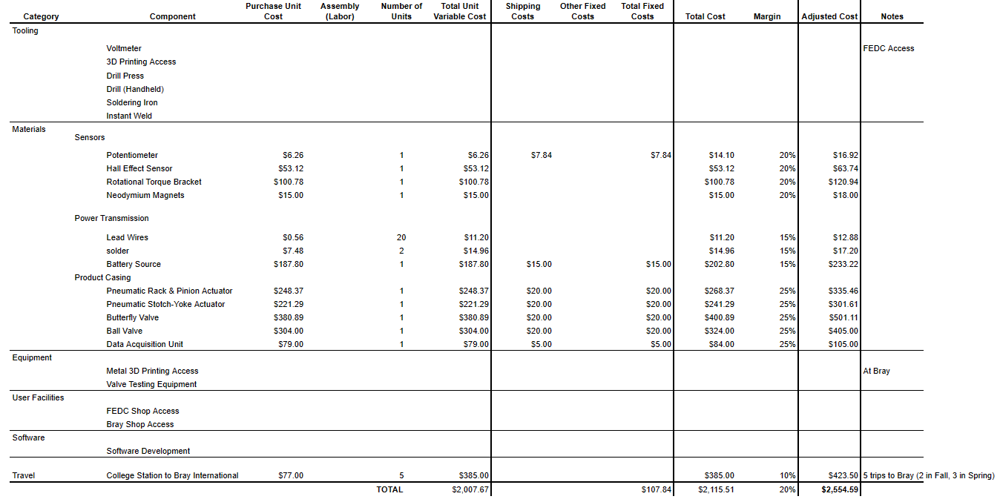 Category Component Purchase Unit Cost Assembly (Labor) Number of Units Total Unit Variable Cost Shipping Costs Other Fixed Costs Total Fixed Costs Total Cost Margin Adjusted Cost Notes
Tooling
Voltmeter FEDC Access
3D Printing Access
Drill Press
Drill (Handheld)
Soldering Iron
Instant Weld
Materials
Sensors
Potentiometer $6.26 1 $6.26 $7.84 $7.84 $14.10 20% $16.92
Hall Effect Sensor $53.12 1 $53.12 $53.12 20% $63.74
Rotational Torque Bracket $100.78 1 $100.78 $100.78 20% $120.94
Neodymium Magnets $15.00 1 $15.00 $15.00 20% $18.00
Power Transmission
Lead Wires $0.56 20 $11.20 $11.20 15% $12.88
solder $7.48 2 $14.96 $14.96 15% $17.20
Battery Source $187.80 1 $187.80 $15.00 $15.00 $202.80 15% $233.22
Product Casing
Pneumatic Rack & Pinion Actuator $248.37 1 $248.37 $20.00 $20.00 $268.37 25% $335.46
Pneumatic Stotch-Yoke Actuator $221.29 1 $221.29 $20.00 $20.00 $241.29 25% $301.61
Butterfly Valve $380.89 1 $380.89 $20.00 $20.00 $400.89 25% $501.11
Ball Valve $304.00 1 $304.00 $20.00 $20.00 $324.00 25% $405.00
Data Acquisition Unit $79.00 1 $79.00 $5.00 $5.00 $84.00 25% $105.00
Equipment
Metal 3D Printing Access At Bray
Valve Testing Equipment
User Facilities
FEDC Shop Access
Bray Shop Access
Software
Software Development
Travel College Station to Bray International $77.00 5 $385.00 $385.00 10% $423.50 5 trips to Bray (2 in Fall, 3 in Spring)
TOTAL $2,007.67 $107.84 $2,115.51 20% $2,554.59